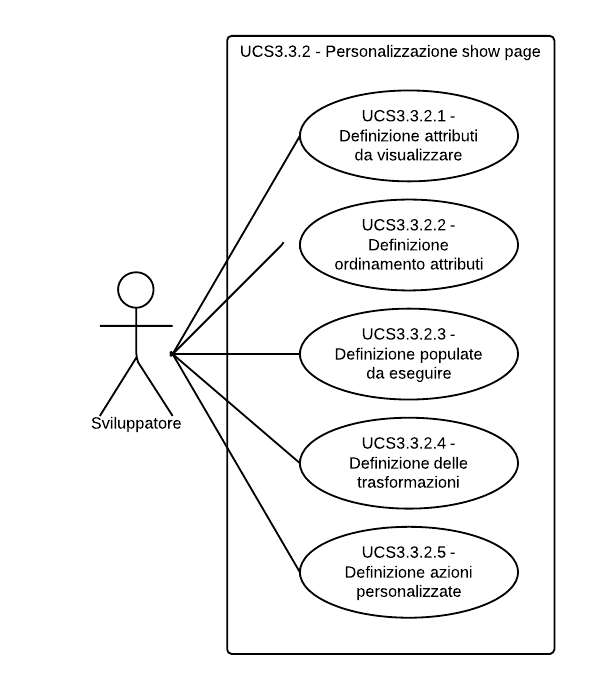 UCS3.3.2 - Personalizzazione show page
UCS3.3.2.1 -
Definizione attributi
da visualizzare
UCS3.3.2.2 -
Definizione
ordinamento attributi
UCS3.3.2.3 -
Definizione populate
da eseguire
Sviluppatore
UCS3.3.2.4 -
Definizione delle
trasformazioni
UCS3.3.2.5 -
Definizione azioni
personalizzate